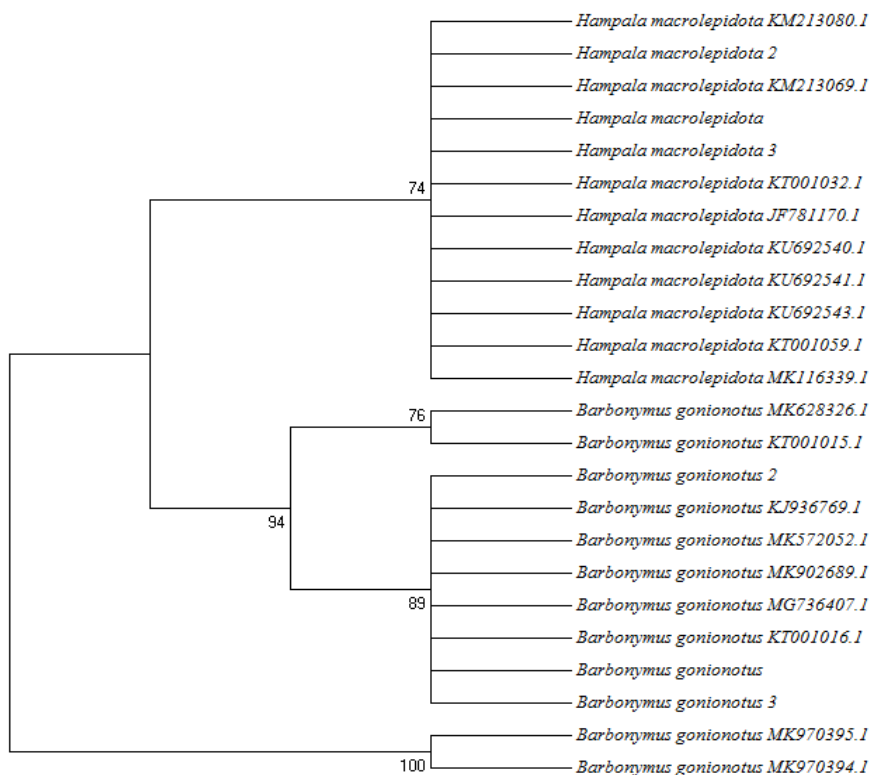 Hampala macrolepidota KM213080.1
Hampala macrolepidota 2
Hampala macrolepidota KM213069.1
Hampala macrolepidota
Hampala macrolepidota 3
74
Hampala macrolepidota KT001032.1
Hampala macrolepidota JF781170.1
Hampala macrolepidota KU692540.1
Hampala macrolepidota KU692541.1
Hampala macrolepidota KU692543.1
Hampala macrolepidota KT001059.1
Hampala macrolepidota MK116339.1
76
Barbonymus gonionotus MK628326.1
Barbonymus gonionotus KT001015.1
Barbonymus gonionotus 2
Barbonymus gonionotus KJ936769.1
94
Barbonymus gonionotus MK572052.1
Barbonymus gonionotus MK902689.1
89
Barbonymus gonionotus MG736407.1
Barbonymus gonionotus KT001016.1
Barbonymus gonionotus
Barbonymus gonionotus 3
Barbonymus gonionotus MK970395.1
100
Barbonymus gonionotus MK970394.1